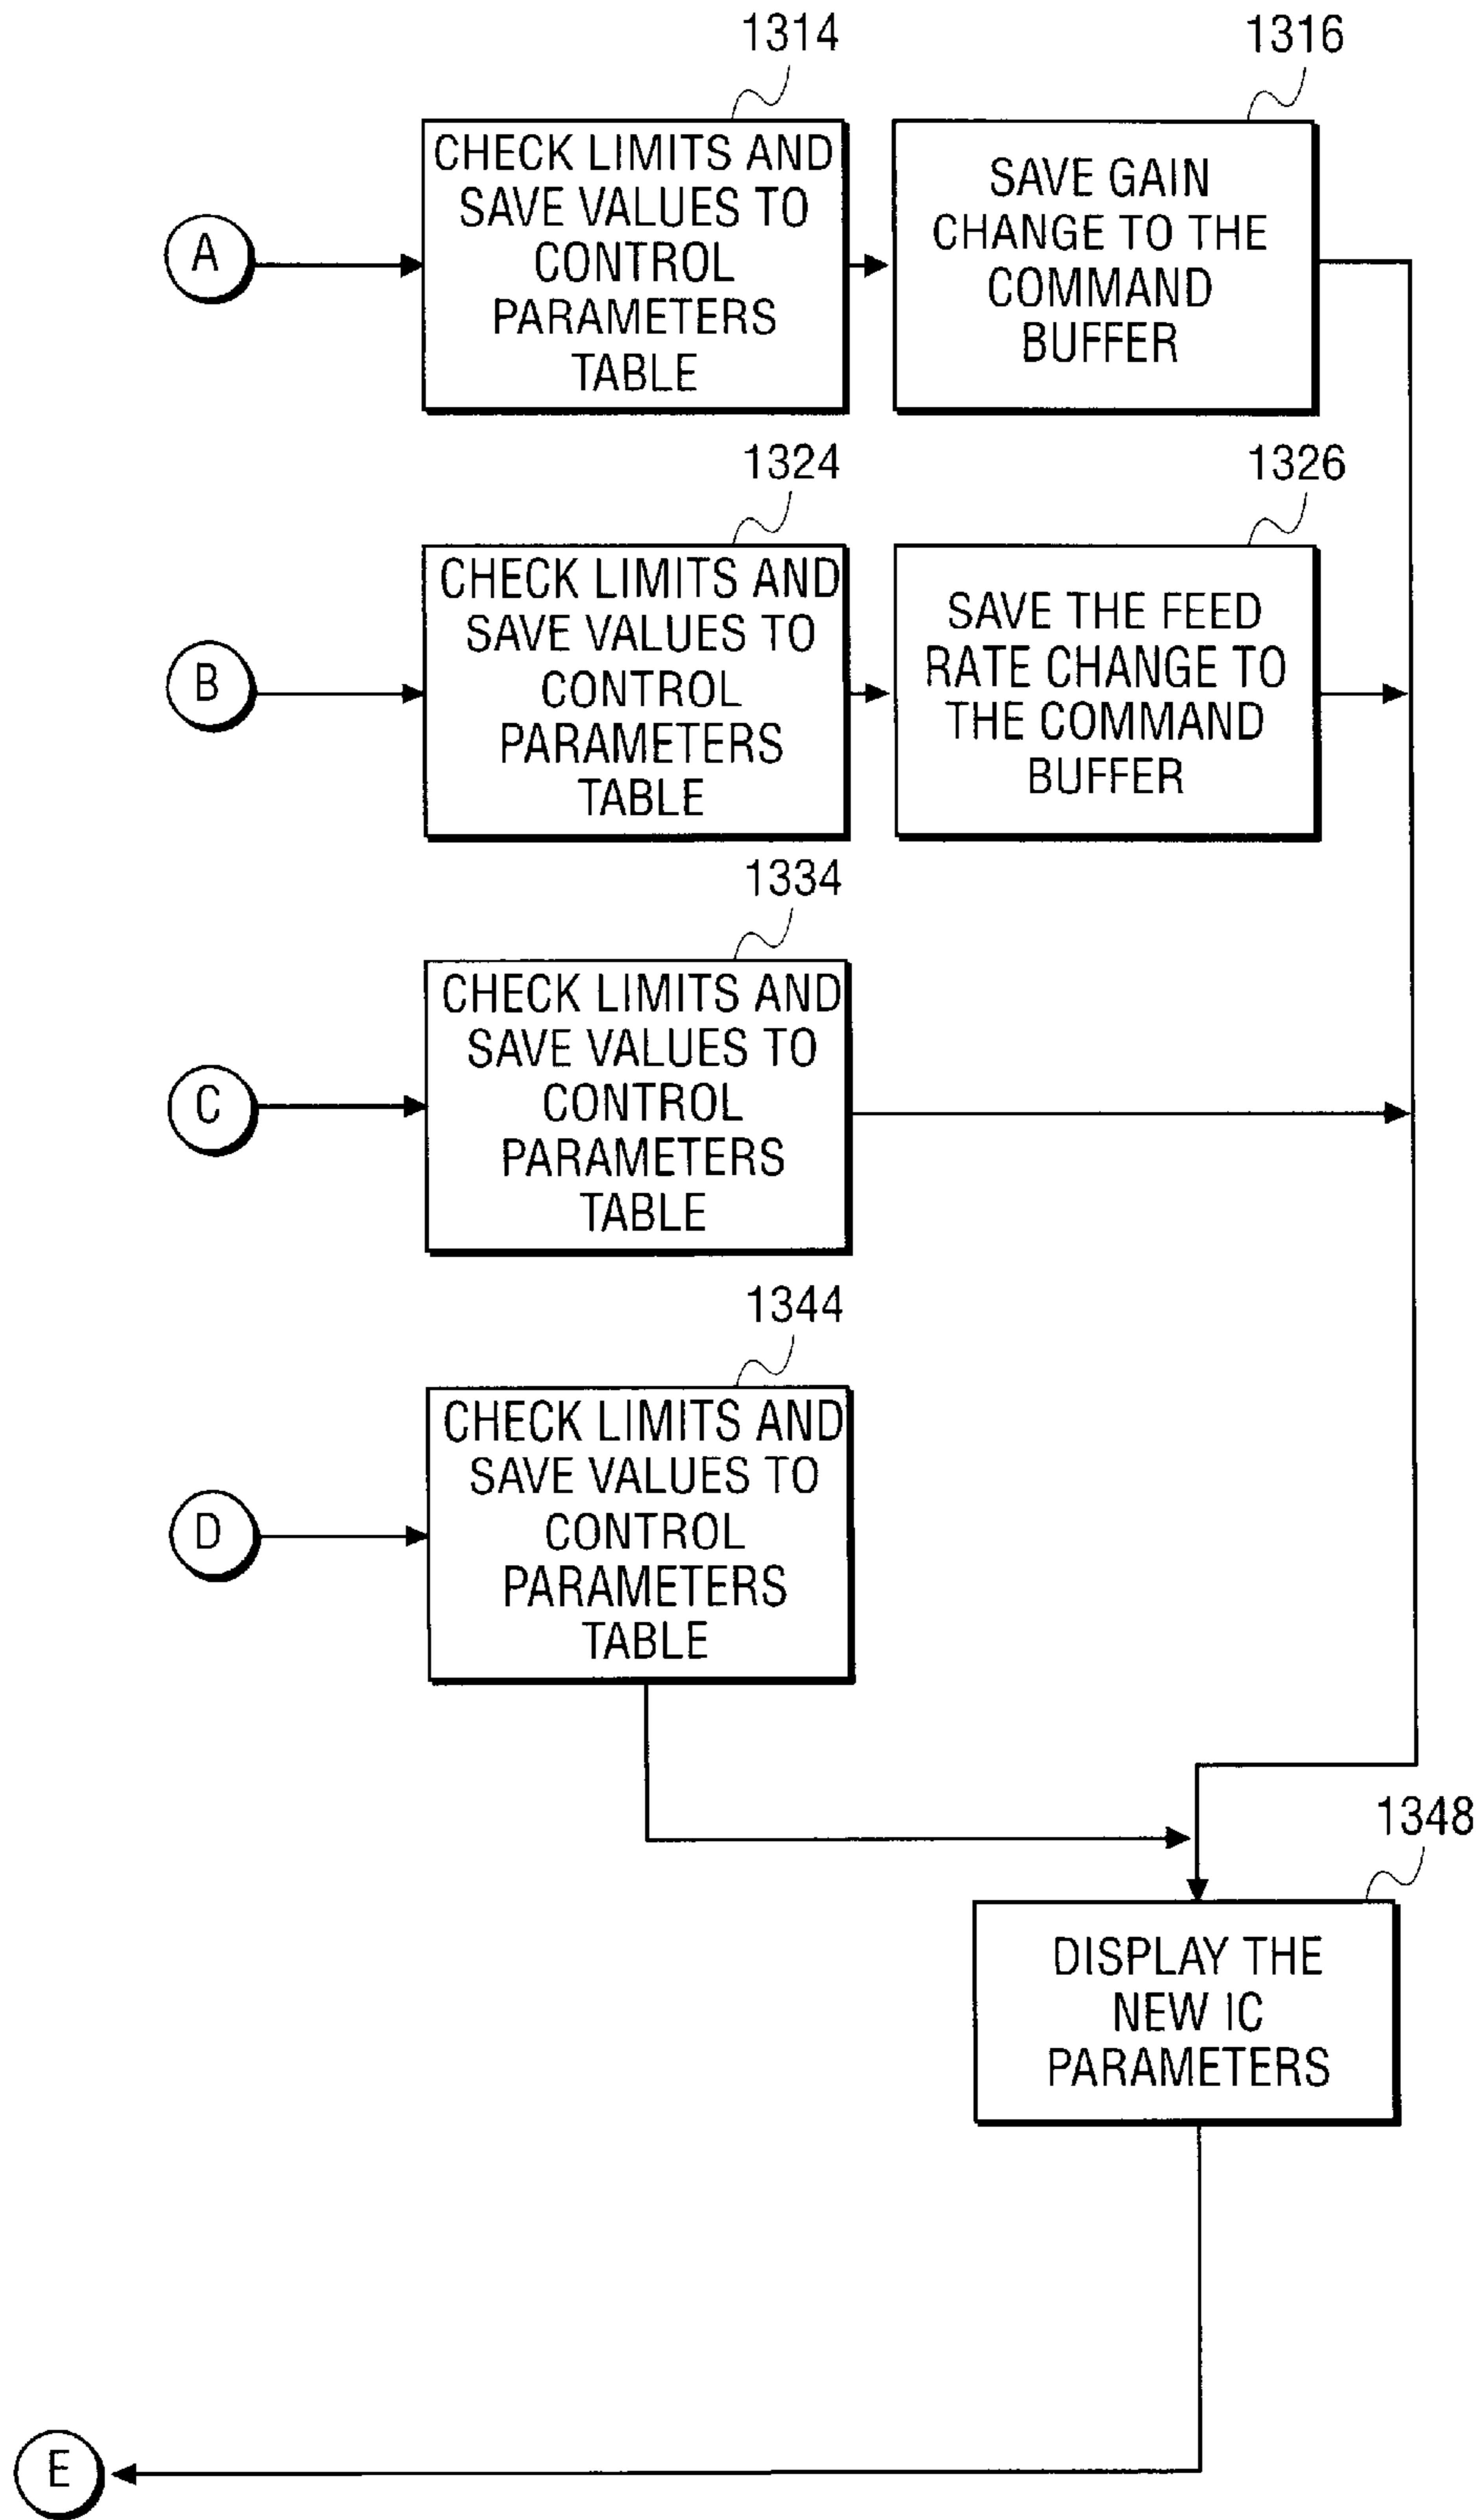 1314
1316
A
CHECK LIMITS AND
SAVE VALUES TO
CONTROL
PARAMETERS
TABLE
SAVE GAIN
CHANGE TO THE
COMMAND
BUFFER
1324
1326
B
CHECK LIMITS AND
SAVE VALUES TO
CONTROL
PARAMETERS
TABLE
SAVE THE FEED
RATE CHANGE TO
THE COMMAND
BUFFER
1334
C
CHECK LIMITS AND
SAVE VALUES TO
CONTROL
PARAMETERS
TABLE
1344
D
CHECK LIMITS AND
SAVE VALUES TO
CONTROL
PARAMETERS
TABLE
1348
DISPLAY THE
NEW IC
PARAMETERS
E